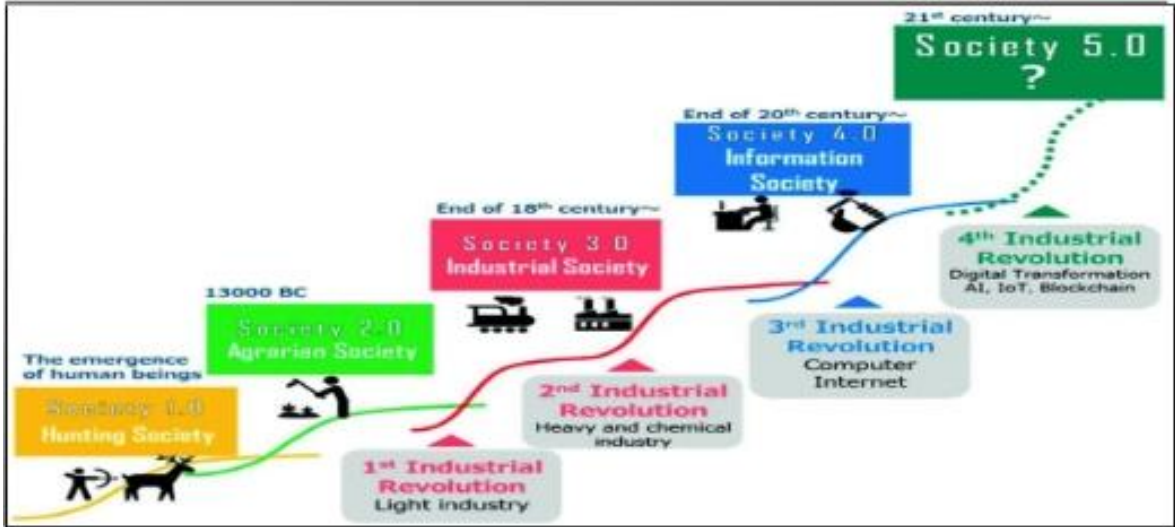 21st century~
Society 5.0
?
End of 20th century~
Society 4.0
Information
Society
End of 18th century~
Society 3.0
Industrial Society
13000 BC
Society 2.0
Agrarian Society
The emergence
of human beings
Society 1.0
Hunting Society
1st Industrial
Revolution
Light industry
2nd Industrial
Revolution
Heavy and chemical
industry
3rd Industrial
Revolution
Computer
Internet
4th Industrial
Revolution
Digital Transformation
AI, IoT, Blockchain